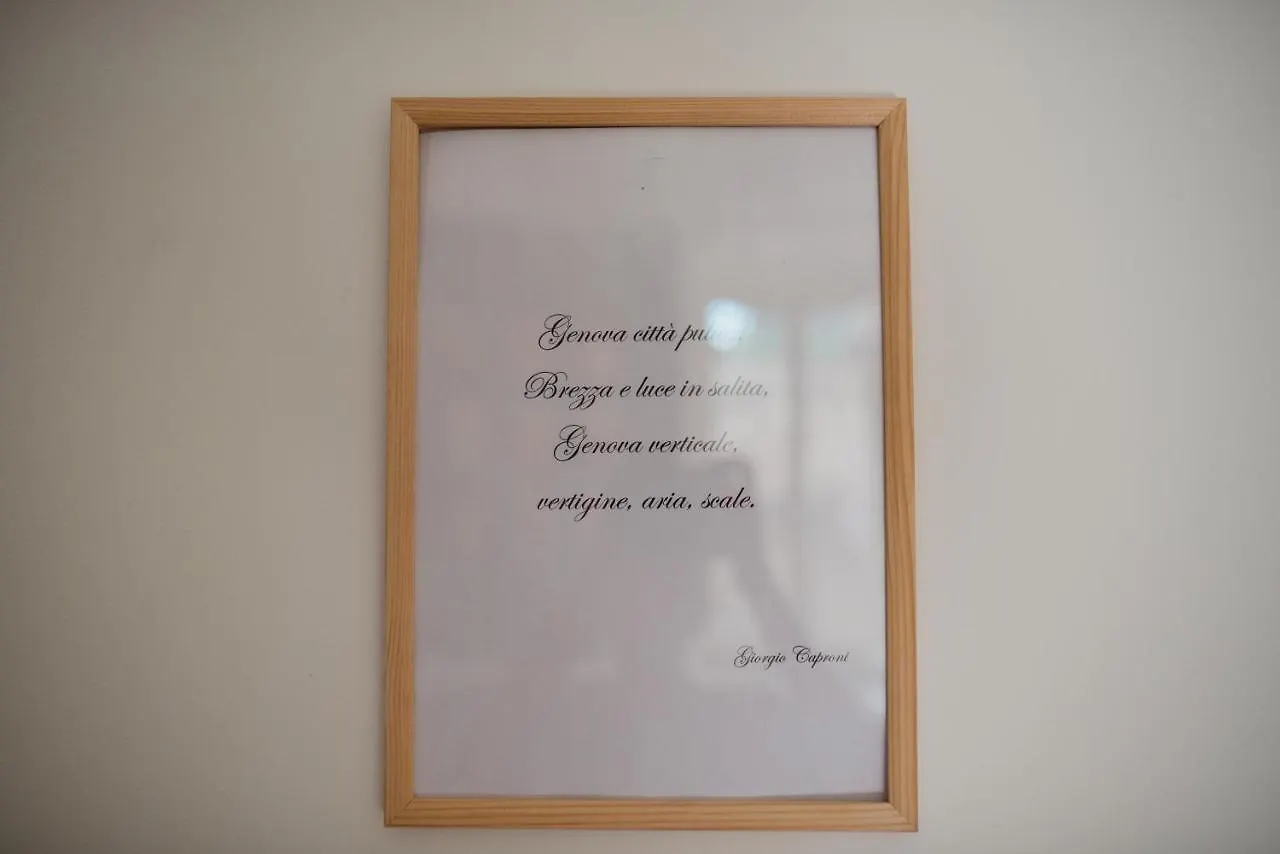 Genova città
Brezza e luce in salita,
Genova verticale,
vertigine, aria, scale.
Giorgio Caproni